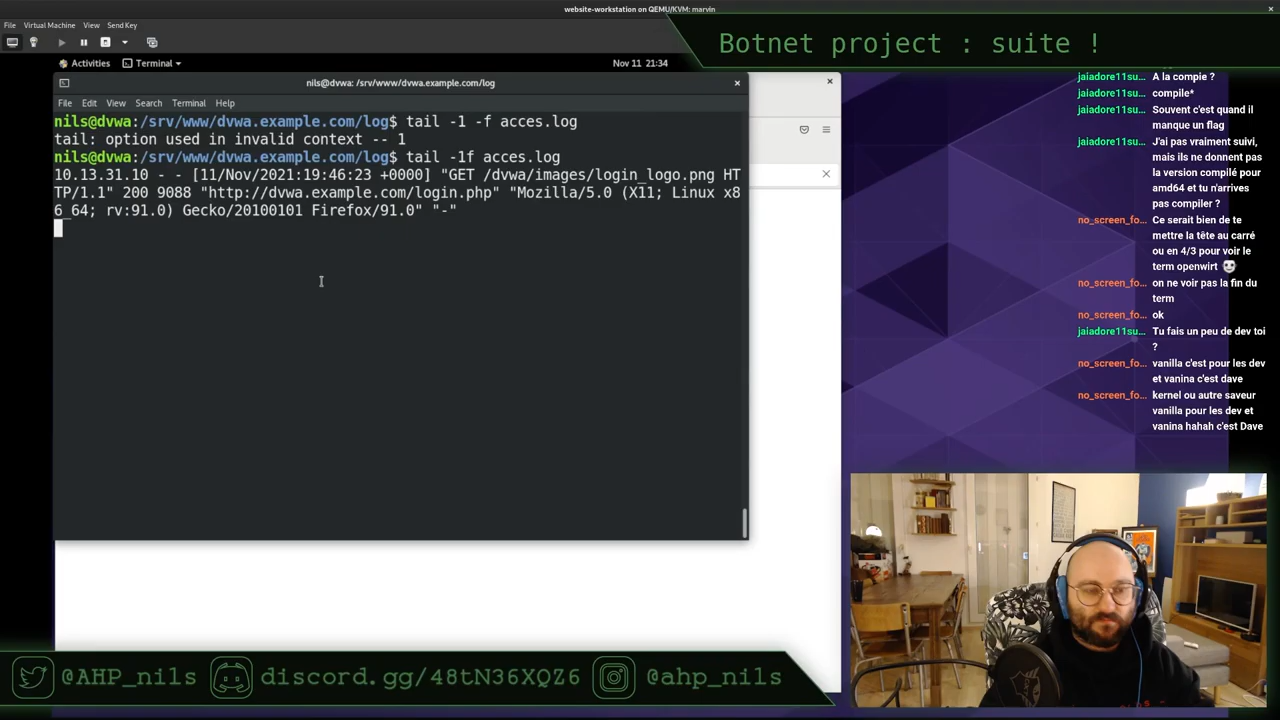 website-workstation on QEMU/KVM: marvin
File Virtual Machine View Send Key
Botnet project : suite !
Activities Terminal Nov 11 21:34
nils@dvwa: /srv/www/dvwa.example.com/log
File Edit View Search Terminal Help
nils@dvwa:/srv/www/dvwa.example.com/log$ tail -1 -f acces.log
tail: option used in invalid context -- 1
nils@dvwa:/srv/www/dvwa.example.com/log$ tail -1f acces.log
10.13.31.10 - - [11/Nov/2021:19:46:23 +0000] "GET /dvwa/images/login_logo.png HT
TP/1.1" 200 9088 "http://dvwa.example.com/login.php" "Mozilla/5.0 (X11; Linux x8
6_64; rv:91.0) Gecko/20100101 Firefox/91.0" "-"
jaiadore11su... A la compie ?
jaiadore11su... compile*
jaiadore11su... Souvent c'est quand il
manque un flag
jaiadore11su... J'ai pas vraiment suivi,
mais ils ne donnent pas
la version compilé pour
amd64 et tu n'arrives
pas compiler ?
no_screen_fo... Ce serait bien de te
mettre la tête au carré
ou en 4/3 pour voir le
term openwirt
no_screen_fo... on ne voir pas la fin du
term
no_screen_fo... ok
jaiadore11su... Tu fais un peu de dev toi
?
no_screen_fo... vanilla c'est pour les dev
et vanina c'est dave
no_screen_fo... kernel ou autre saveur
vanilla pour les dev et
vanina hahah c'est Dave
@AHP_nils discord.gg/48tN36XQZ6 @ahp_nils